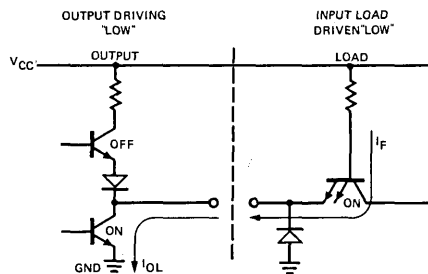 OUTPUT DRIVING
"LOW"
INPUT LOAD
DRIVEN "LOW"
VCC
OUTPUT
LOAD
OFF
IF
ON
ON
GND
IOL